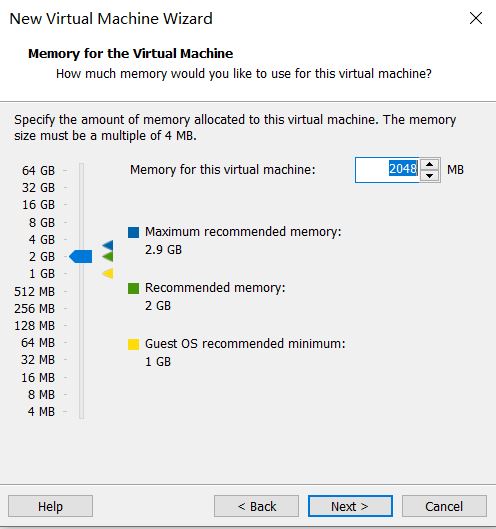 New Virtual Machine Wizard
Memory for the Virtual Machine
How much memory would you like to use for this virtual machine?
Specify the amount of memory allocated to this virtual machine. The memory
size must be a multiple of 4 MB.
Memory for this virtual machine: 2048 MB
64 GB
32 GB
16 GB
8 GB
4 GB
2 GB
1 GB
512 MB
256 MB
128 MB
64 MB
32 MB
16 MB
8 MB
4 MB
Maximum recommended memory:
2.9 GB
Recommended memory:
2 GB
Guest OS recommended minimum:
1 GB
Help < Back Next > Cancel